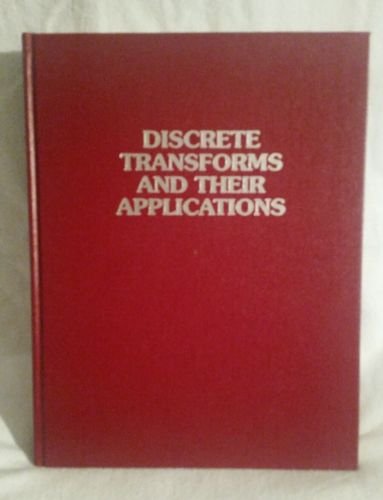 DISCRETE
TRANSFORMS
AND THEIR
APPLICATIONS